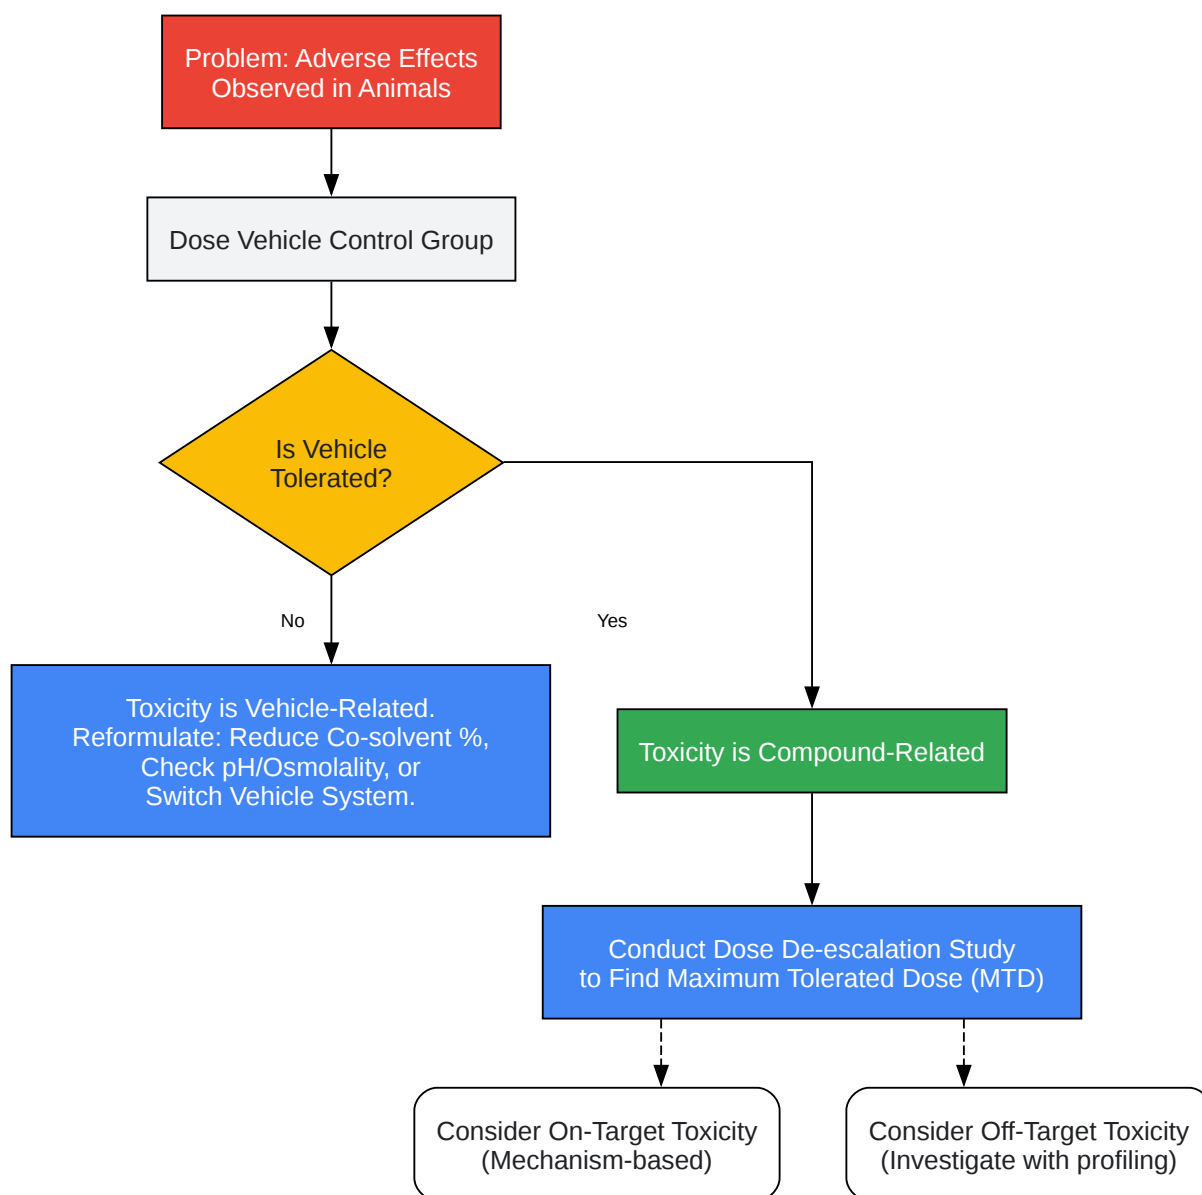 Problem: Adverse Effects
Observed in Animals
Dose Vehicle Control Group
Is Vehicle
Tolerated?
No
Yes
Toxicity is Vehicle-Related.
Reformulate: Reduce Co-solvent %,
Check pH/Osmolality, or
Switch Vehicle System.
Toxicity is Compound-Related
Conduct Dose De-escalation Study
to Find Maximum Tolerated Dose (MTD)
Consider On-Target Toxicity
(Mechanism-based)
Consider Off-Target Toxicity
(Investigate with profiling)